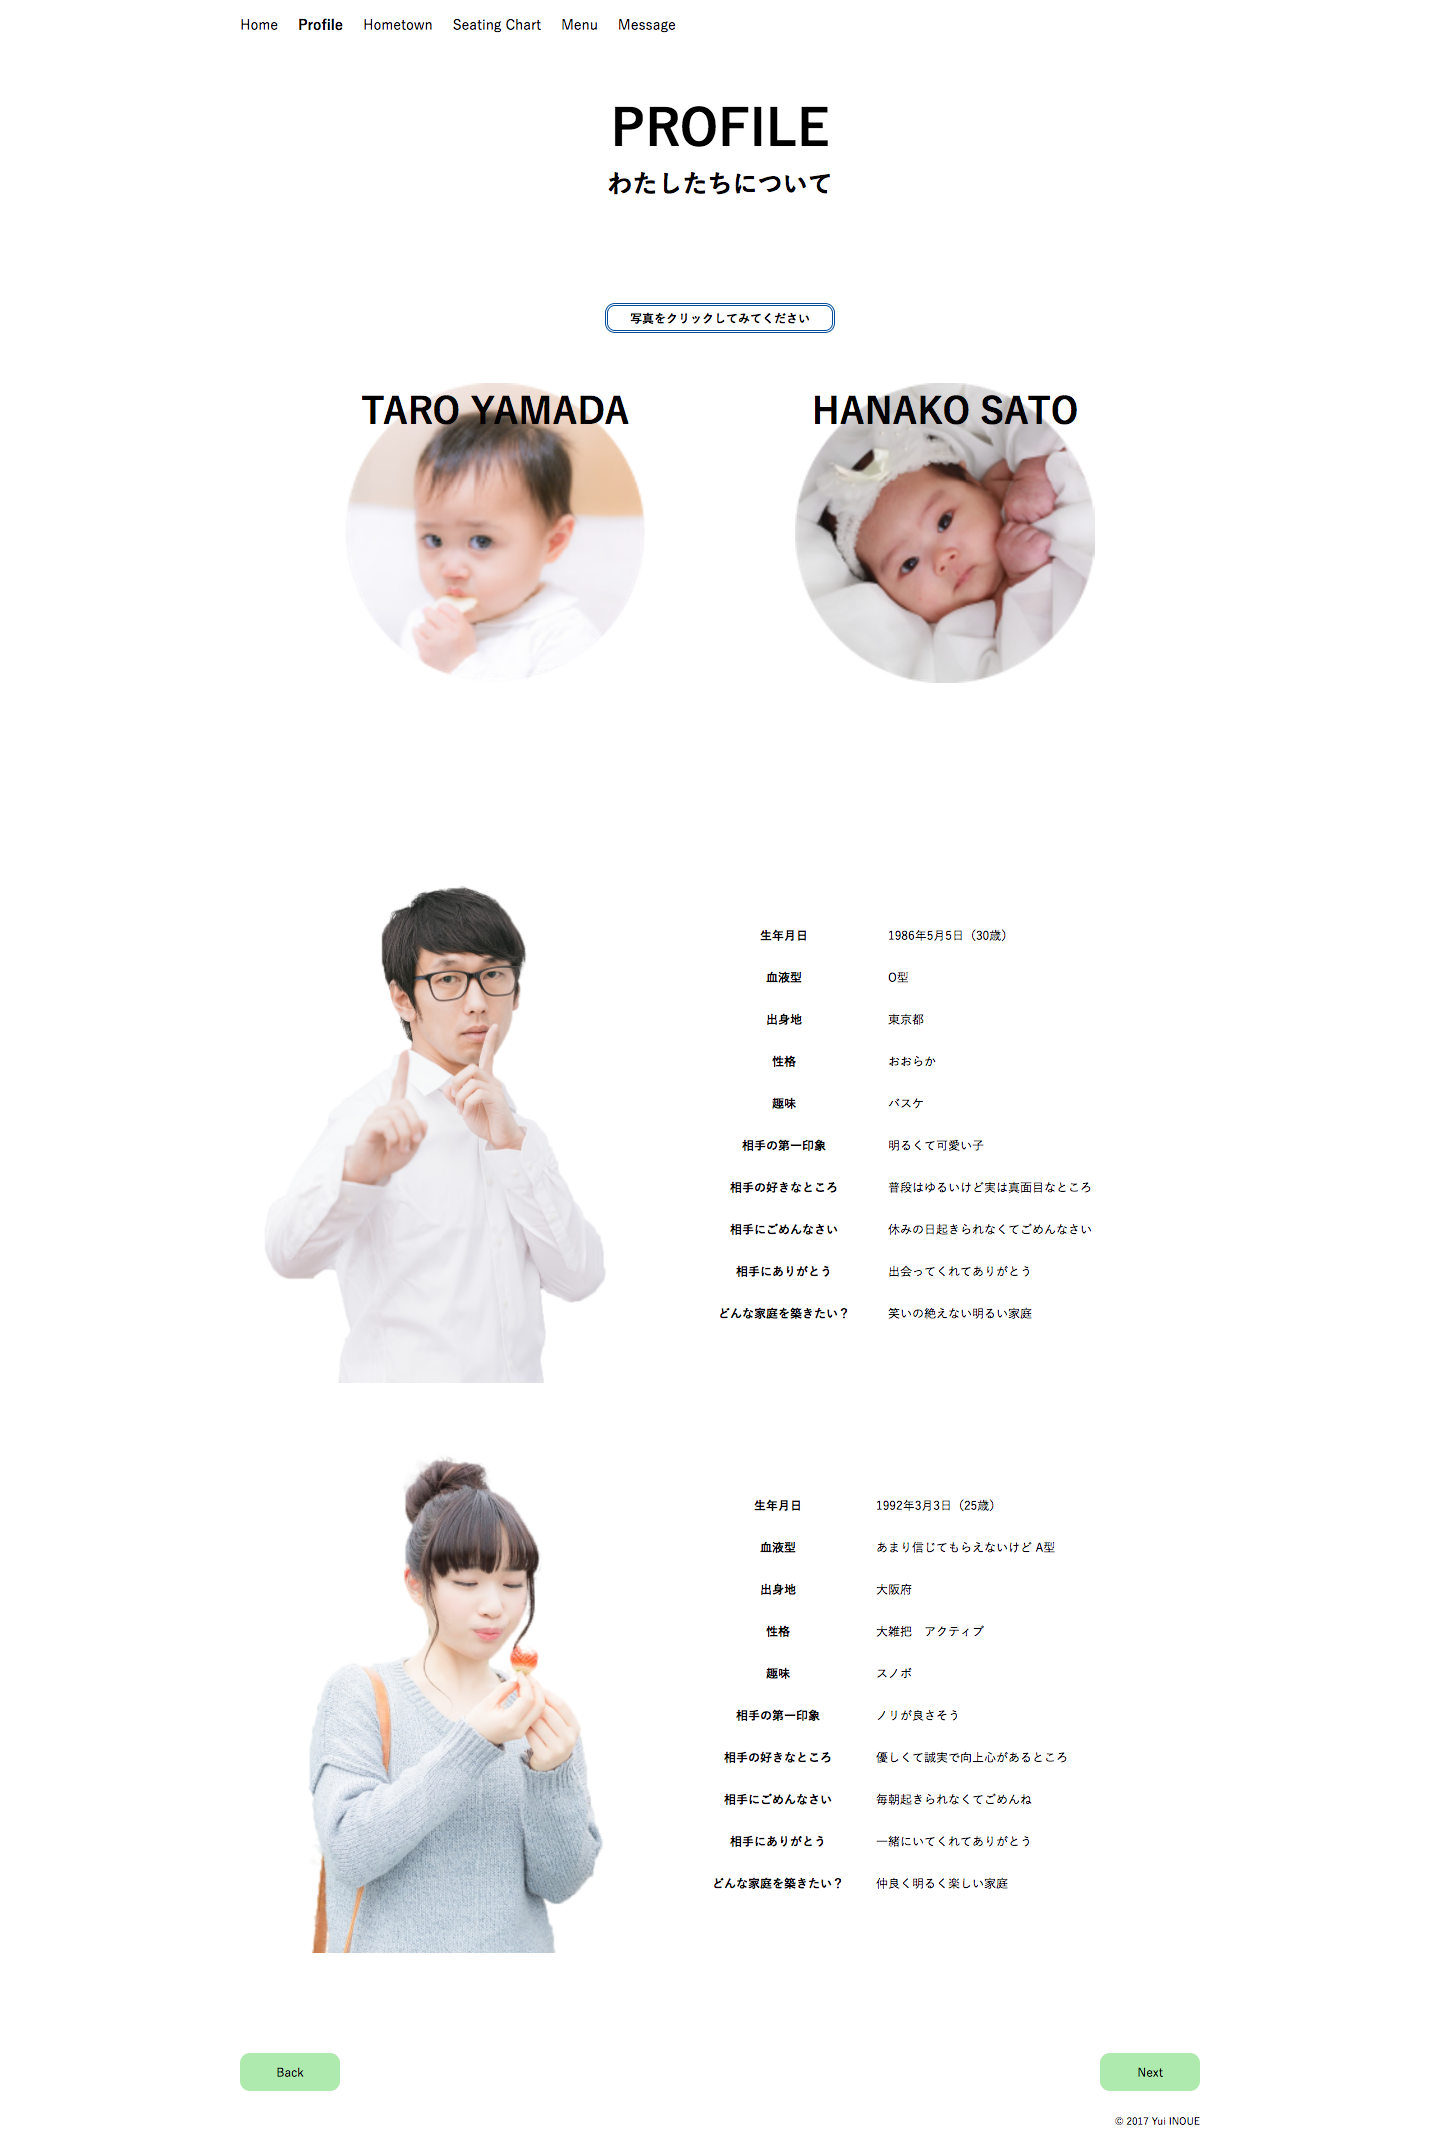 Home Profile Hometown Seating Chart Menu Message
PROFILE
わたしたちについて
写真をクリックしてみてください
TARO YAMADA
HANAKO SATO
生年月日 1986年5月5日（30歳）
血液型 O型
出身地 東京都
性格 おおらか
趣味 バスケ
相手の第一印象 明るくて可愛い子
相手の好きなところ 普段はゆるいけど実は真面目なところ
相手にごめんなさい 休みの日起きられなくてごめんなさい
相手にありがとう 出会ってくれてありがとう
どんな家庭を築きたい？ 笑いの絶えない明るい家庭
生年月日 1992年3月3日（25歳）
血液型 あまり信じてもらえないけど A型
出身地 大阪府
性格 大雑把　アクティブ
趣味 スノボ
相手の第一印象 ノリが良さそう
相手の好きなところ 優しくて誠実で向上心があるところ
相手にごめんなさい 毎朝起きられなくてごめんね
相手にありがとう 一緒にいてくれてありがとう
どんな家庭を築きたい？ 仲良く明るく楽しい家庭
Back
Next
© 2017 Yui INOUE